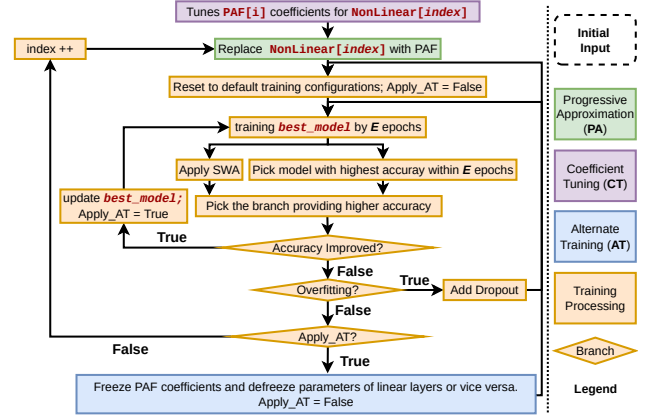 Tunes PAF[i] coefficients for NonLinear[index]
index ++
Replace NonLinear[index] with PAF
Reset to default training configurations; Apply_AT = False
training best_model by E epochs
Apply SWA
Pick model with highest accuray within E epochs
update best_model;
Apply_AT = True
Pick the branch providing higher accuracy
True
Accuracy Improved?
False
Overfitting?
True
Add Dropout
False
Apply_AT?
False
True
Freeze PAF coefficients and defreeze parameters of linear layers or vice versa.
Apply_AT = False
Initial
Input
Progressive
Approximation
(PA)
Coefficient
Tuning (CT)
Alternate
Training (AT)
Training
Processing
Branch
Legend